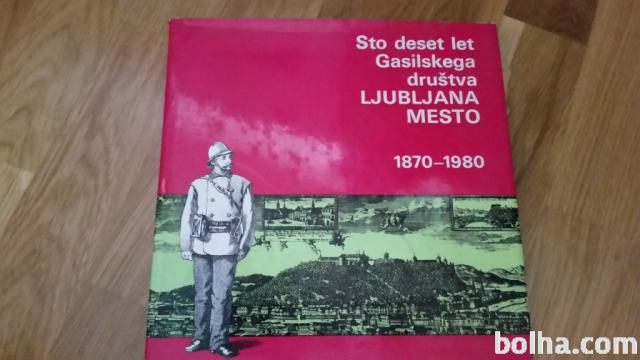 Sto deset let
Gasilskega
društva
LJUBLJANA
MESTO
1870–1980
bolha.com